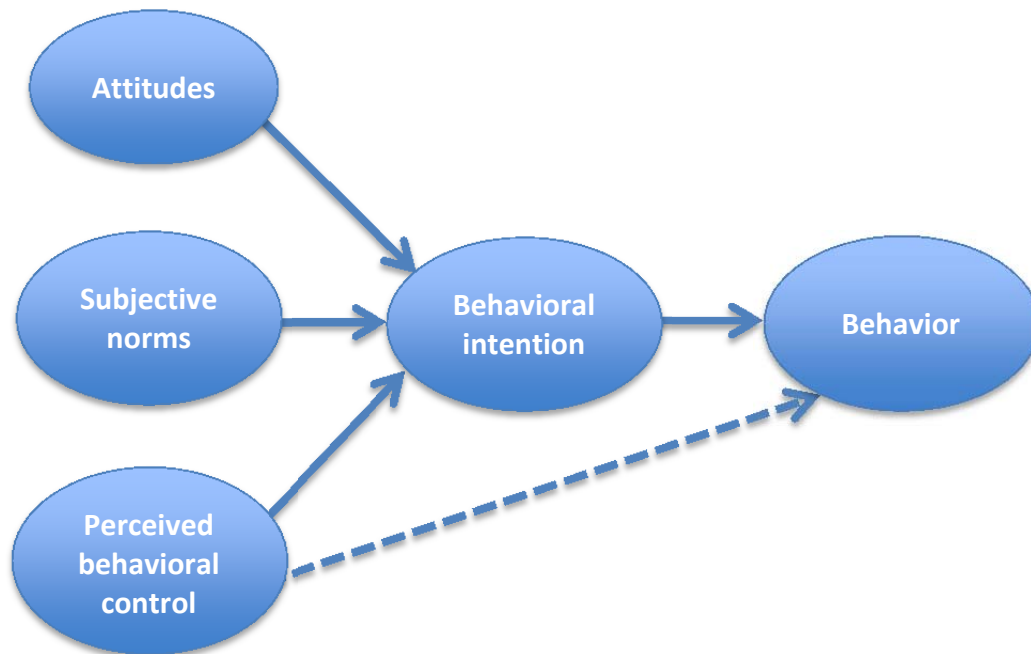 Attitudes
Subjective
norms
Perceived
behavioral
control
Behavioral
intention
Behavior